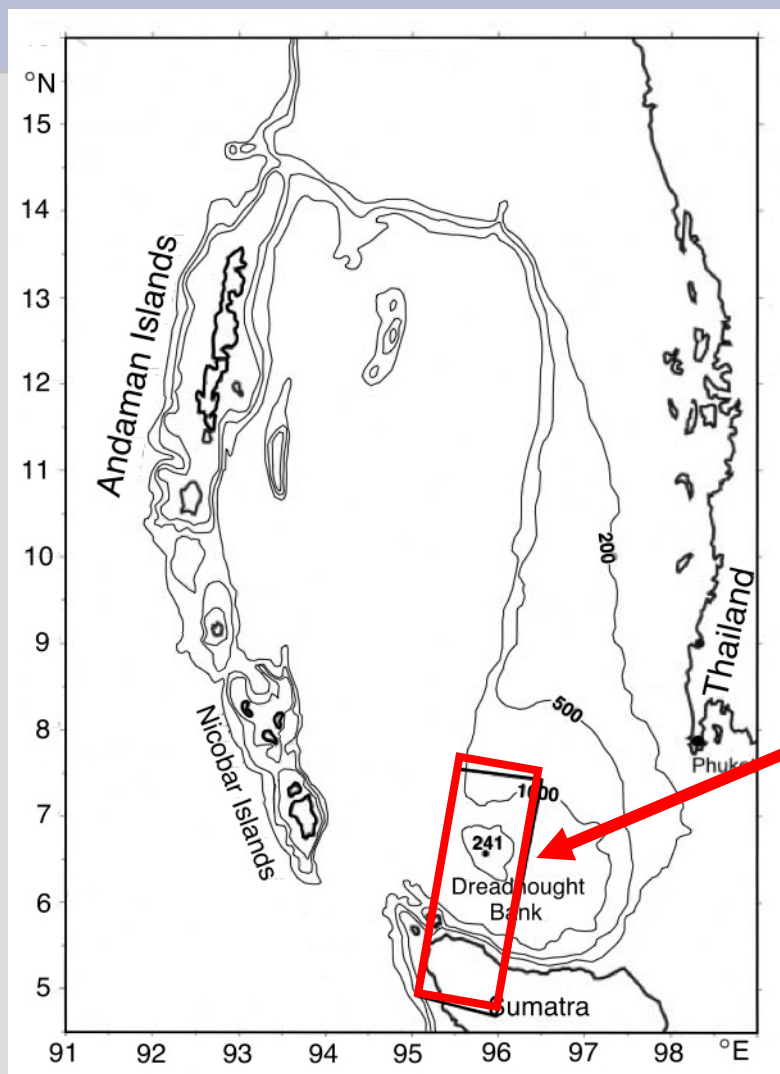 °N
15
14
13
12
11
10
9
8
7
6
5
Andaman Islands
Nicobar Islands
200
500
1000
241
Dreadnought
Bank
Sumatra
Thailand
Phuket
91
92
93
94
95
96
97
98
°E